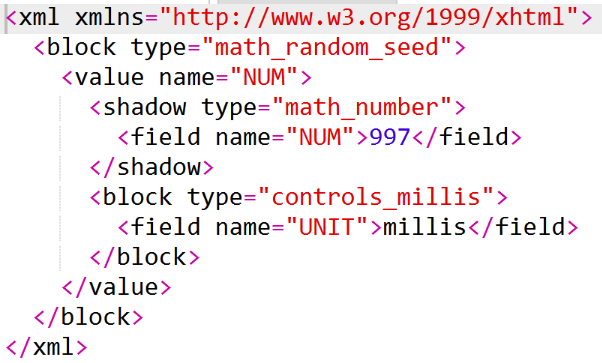 <xml xmlns="http://www.w3.org/1999/xhtml">
  <block type="math_random_seed">
    <value name="NUM">
      <shadow type="math_number">
        <field name="NUM">997</field>
      </shadow>
      <block type="controls_millis">
        <field name="UNIT">millis</field>
      </block>
    </value>
  </block>
</xml>